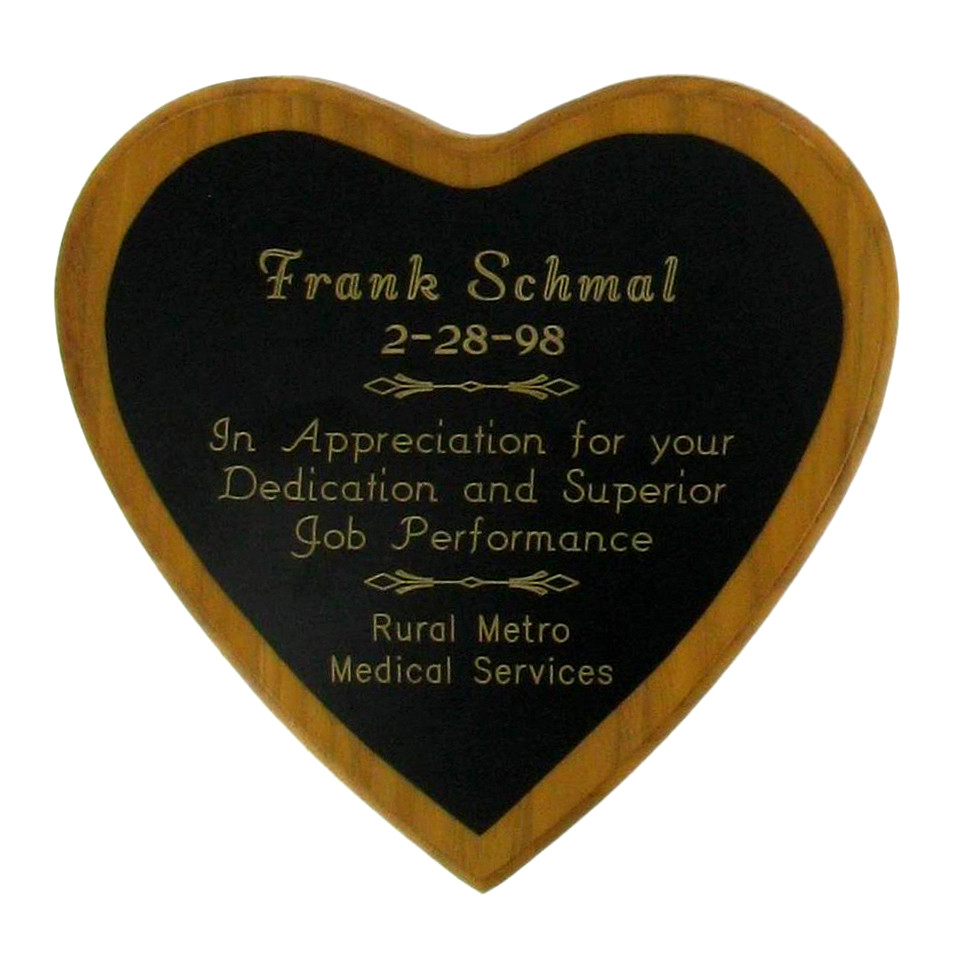 Frank Schmal
2-28-98
In Appreciation for your
Dedication and Superior
Job Performance
Rural Metro
Medical Services